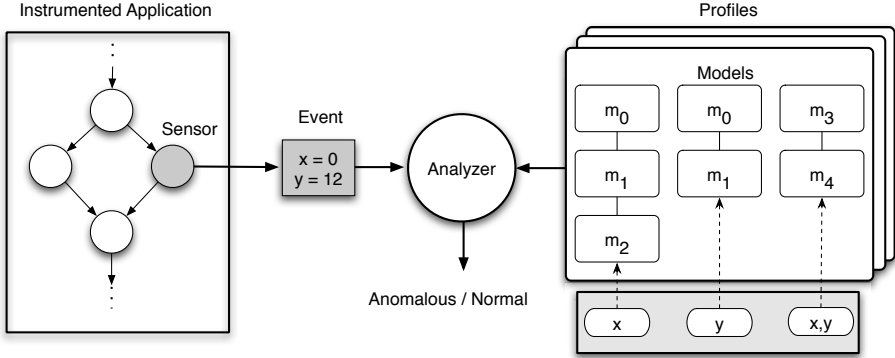 Instrumented Application
Profiles
Models
m0
m0
m3
Sensor
Event
x = 0
y = 12
Analyzer
m1
m1
m4
m2
Anomalous / Normal
x
y
x,y